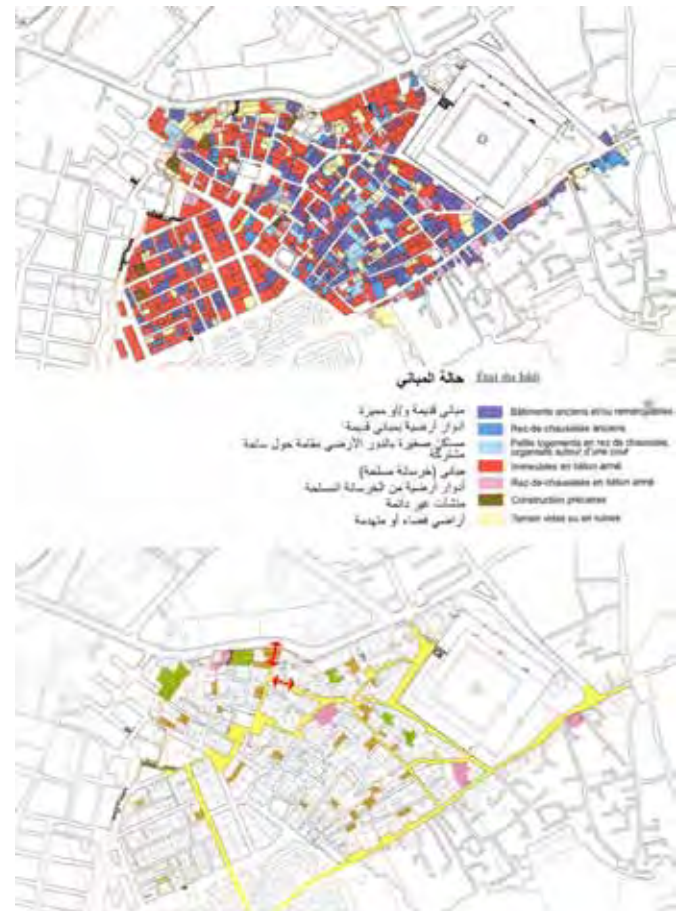 حالة المباني État du bâti
مباني قديمة و/أو مميزة Bâtiments anciens et/ou remarquables
أدوار أرضية بمباني قديمة Rez-de-chaussées anciens
مساكن صغيرة بالدور الأرضي مقامة حول ساحة Petits logements en rez de chaussée,
مشتركة organisés autour d'une cour
مباني (خرسانة مسلحة) Immeubles en béton armé
أدوار أرضية من الخرسانة المسلحة Rez-de-chaussées en béton armé
منشآت غير دائمة Construction précaires
أراضي فضاء أو متهدمة Terrain vides ou en ruines